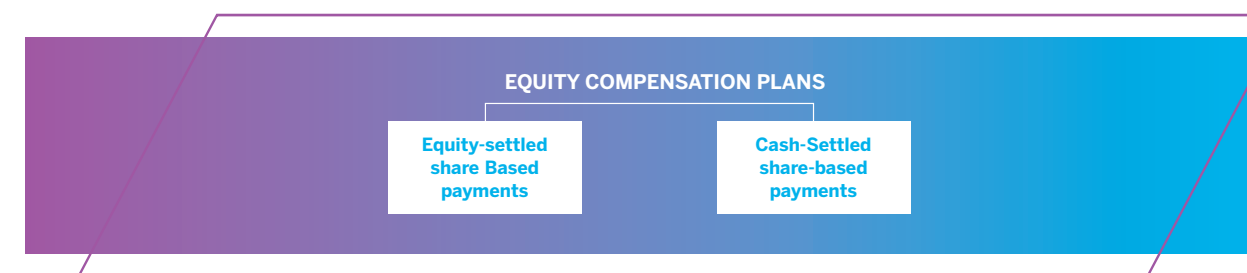 EQUITY COMPENSATION PLANS
Equity-settled
share Based
payments
Cash-Settled
share-based
payments